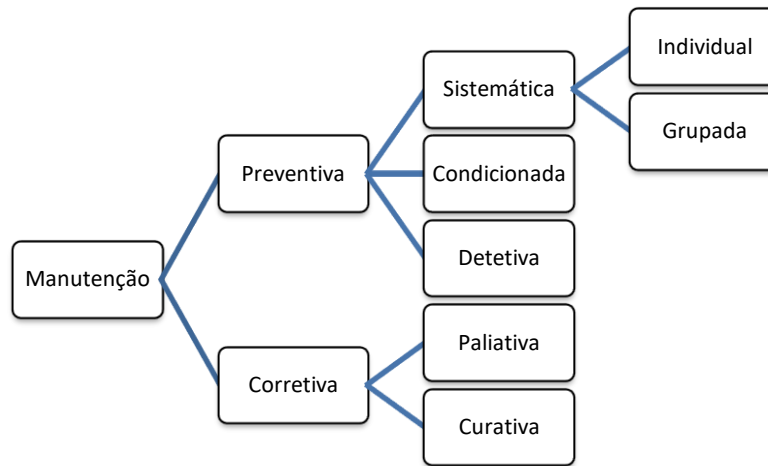 Individual
Sistemática
Grupada
Preventiva
Condicionada
Manutenção
Detetiva
Paliativa
Corretiva
Curativa